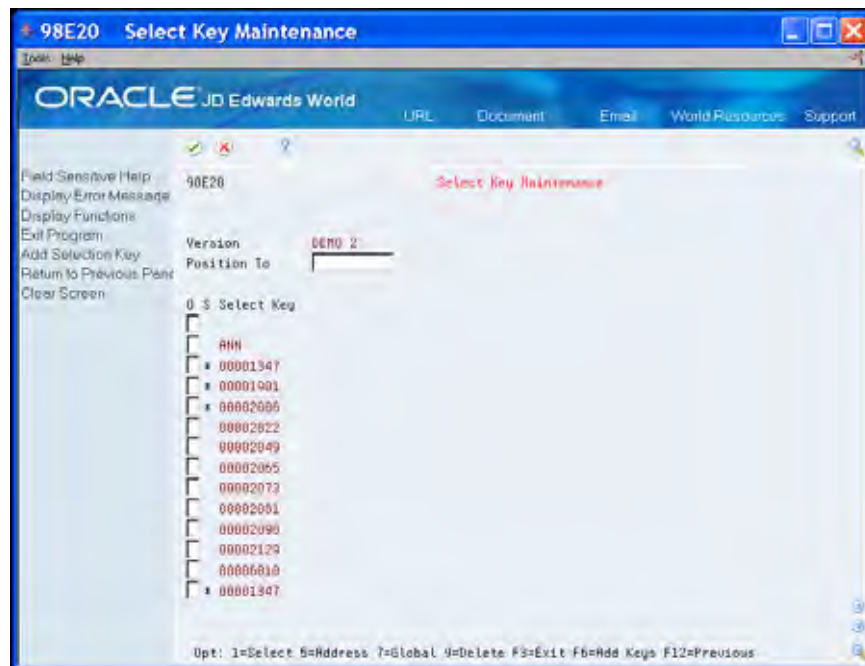 98E20 Select Key Maintenance
Tools Help
ORACLE JD Edwards World
URL Document Email World Resources Support
Field Sensitive Help
Display Error Message
Display Functions
Exit Program
Add Selection Key
Return to Previous Pane
Clear Screen
98E20 Select Key Maintenance
Version DEMO 2
Position To
O S Select Key
ANN
* 00001347
* 00001901
* 00002006
00002022
00002049
00002065
00002073
00002081
00002090
00002129
00006010
* 00001347
Opt: 1=Select 5=Address 7=Global 9=Delete F3=Exit F6=Add Keys F12=Previous